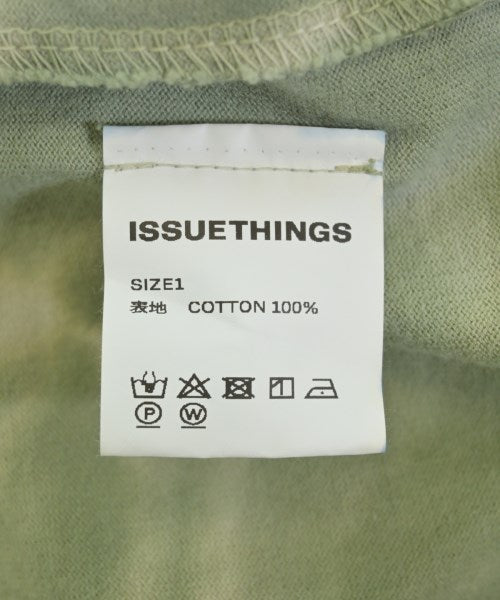 ISSUETHINGS
SIZE1
表地 COTTON 100%
P W